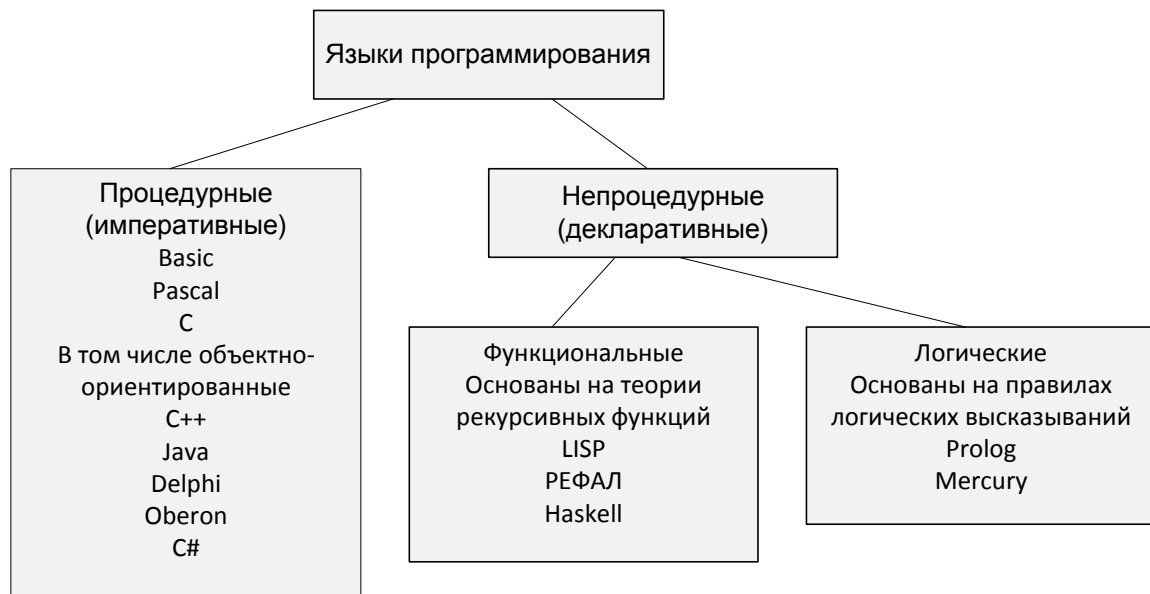 Языки программирования
Процедурные
(императивные)
Basic
Pascal
C
В том числе объектно-
ориентированные
C++
Java
Delphi
Oberon
C#
Непроцедурные
(декларативные)
Функциональные
Основаны на теории
рекурсивных функций
LISP
РЕФАЛ
Haskell
Логические
Основаны на правилах
логических высказываний
Prolog
Mercury